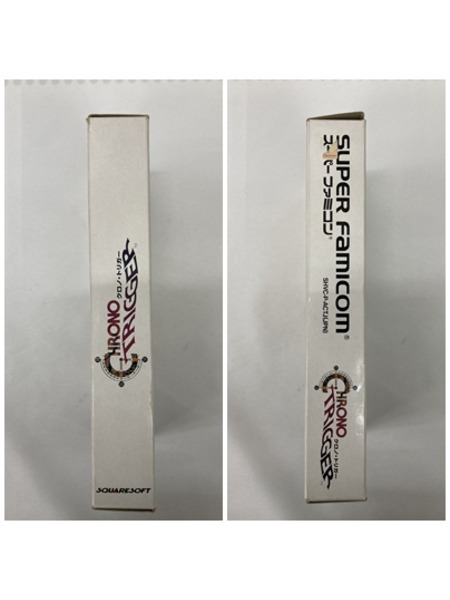 CHRONO
TRIGGER
クロノ・トリガー
SQUARESOFT
SUPER FAMICOM®
スーパーファミコン®
SHVC-P-ACTJ(JPN)
CHRONO
TRIGGER
クロノ・トリガー